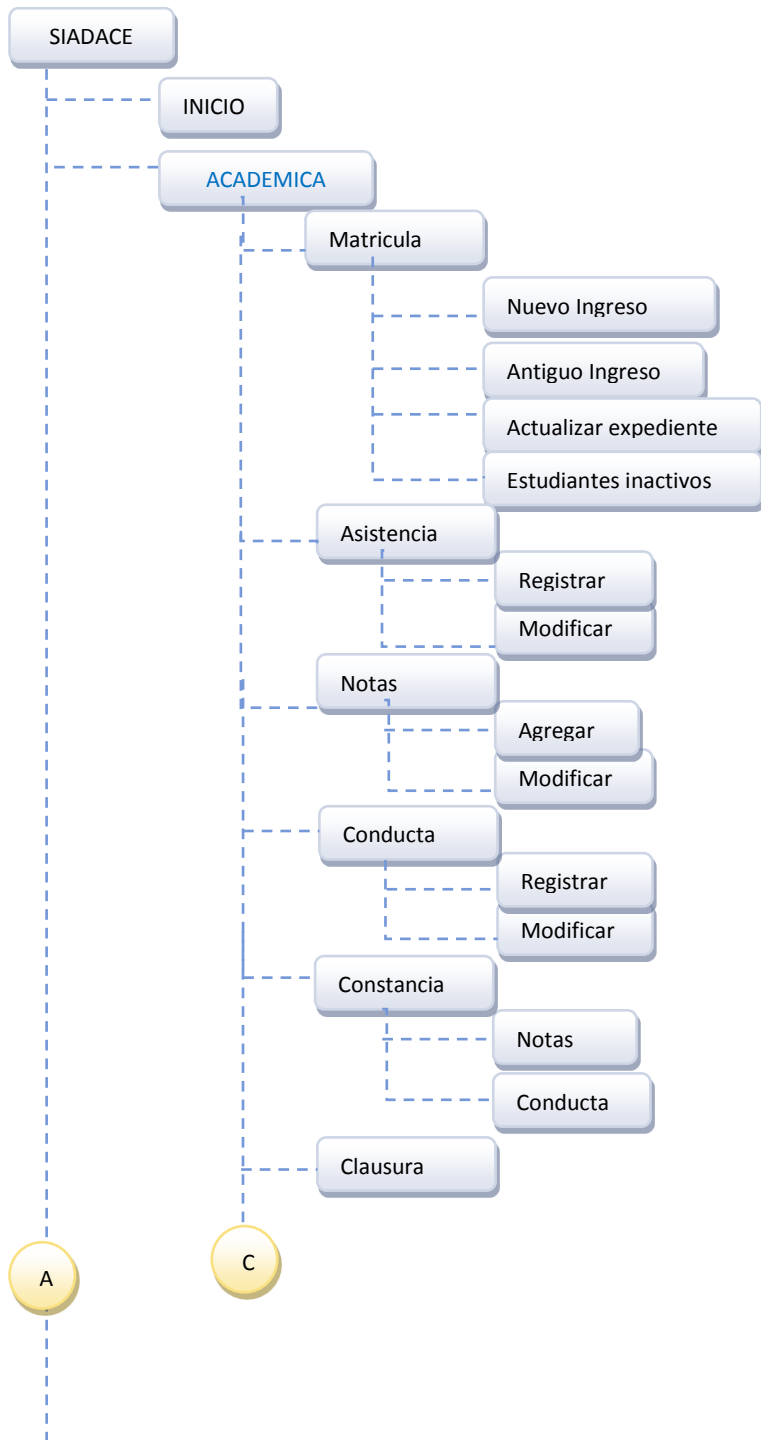 SIADACE
INICIO
ACADEMICA
Matricula
Nuevo Ingreso
Antiguo Ingreso
Actualizar expediente
Estudiantes inactivos
Asistencia
Registrar
Modificar
Notas
Agregar
Modificar
Conducta
Registrar
Modificar
Constancia
Notas
Conducta
Clausura
A
C